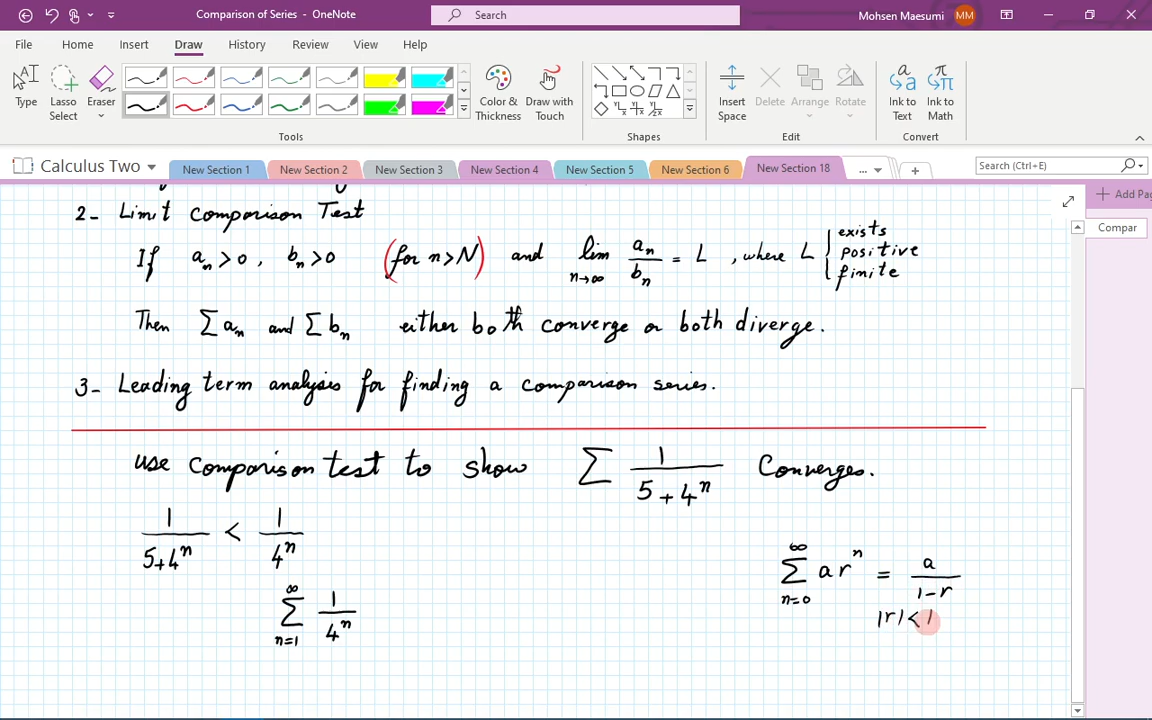 Comparison of Series - OneNote
Search
Mohsen Maesumi
MM
File Home Insert Draw History Review View Help
Type
Lasso Select
Eraser
Color & Thickness
Draw with Touch
Insert Space
Delete
Arrange
Rotate
Ink to Text
Ink to Math
Tools
Shapes
Edit
Convert
Calculus Two
New Section 1
New Section 2
New Section 3
New Section 4
New Section 5
New Section 6
New Section 18
...
Search (Ctrl+E)
Add Pag
Compar
2- Limit Comparison Test
If a_n > 0, b_n > 0 (for n > N) and lim n→∞ a_n / b_n = L, where L { exists positive finite
Then ∑ a_n and ∑ b_n either both converge or both diverge.
3- Leading term analysis for finding a comparison series.
Use comparison test to show ∑ 1 / (5 + 4^n) Converges.
1 / (5+4^n) < 1 / 4^n
∑ n=0 ∞ a r^n = a / (1-r)
|r| < 1
∑ n=1 ∞ 1 / 4^n